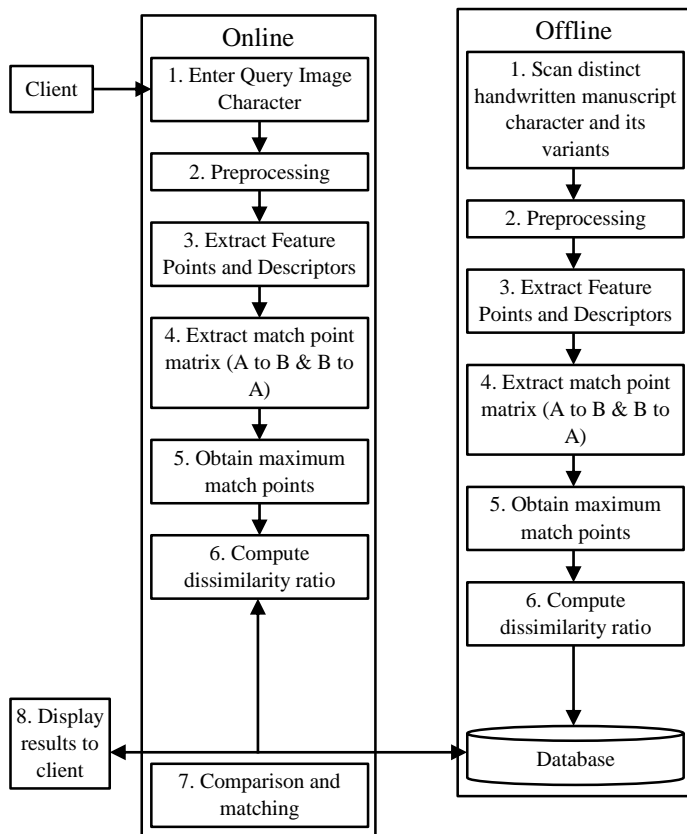 Online
Client
1. Enter Query Image
Character
2. Preprocessing
3. Extract Feature
Points and Descriptors
4. Extract match point
matrix (A to B & B to
A)
5. Obtain maximum
match points
6. Compute
dissimilarity ratio
8. Display
results to
client
7. Comparison and
matching
Offline
1. Scan distinct
handwritten manuscript
character and its
variants
2. Preprocessing
3. Extract Feature
Points and Descriptors
4. Extract match point
matrix (A to B & B to
A)
5. Obtain maximum
match points
6. Compute
dissimilarity ratio
Database